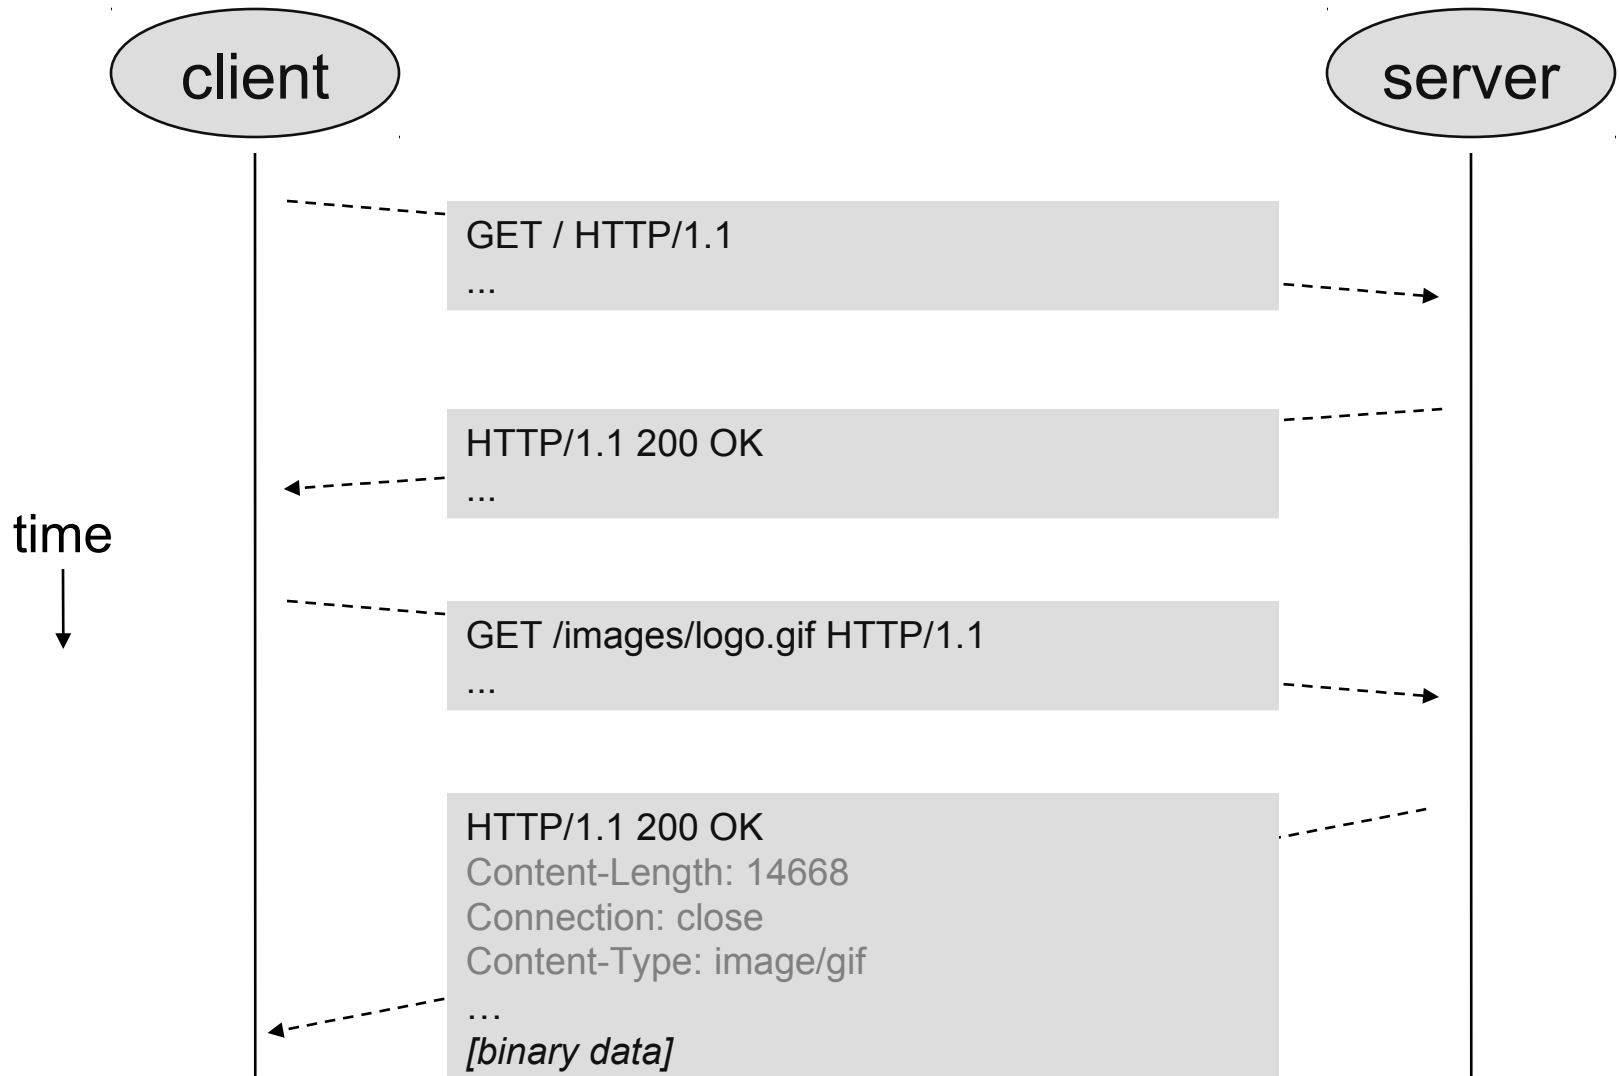 client
server
GET / HTTP/1.1
...
HTTP/1.1 200 OK
...
time
GET /images/logo.gif HTTP/1.1
...
HTTP/1.1 200 OK
Content-Length: 14668
Connection: close
Content-Type: image/gif
…
[binary data]